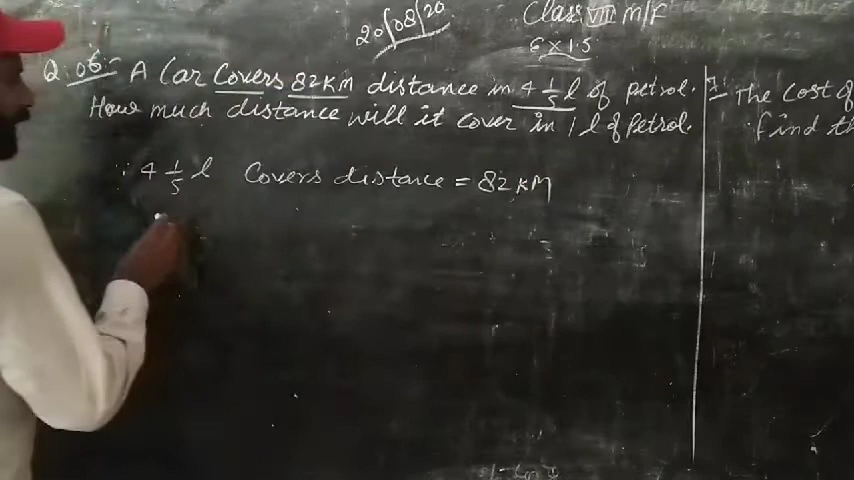 20/08/20
Class VIII M/F
Ex 1.5
Q.06:- A Car Covers 82KM distance in 4 1/5 l of petrol.
How much distance will it cover in 1 l of Petrol.
∵ 4 1/5 l Covers distance = 82 KM
The Cost of
find th